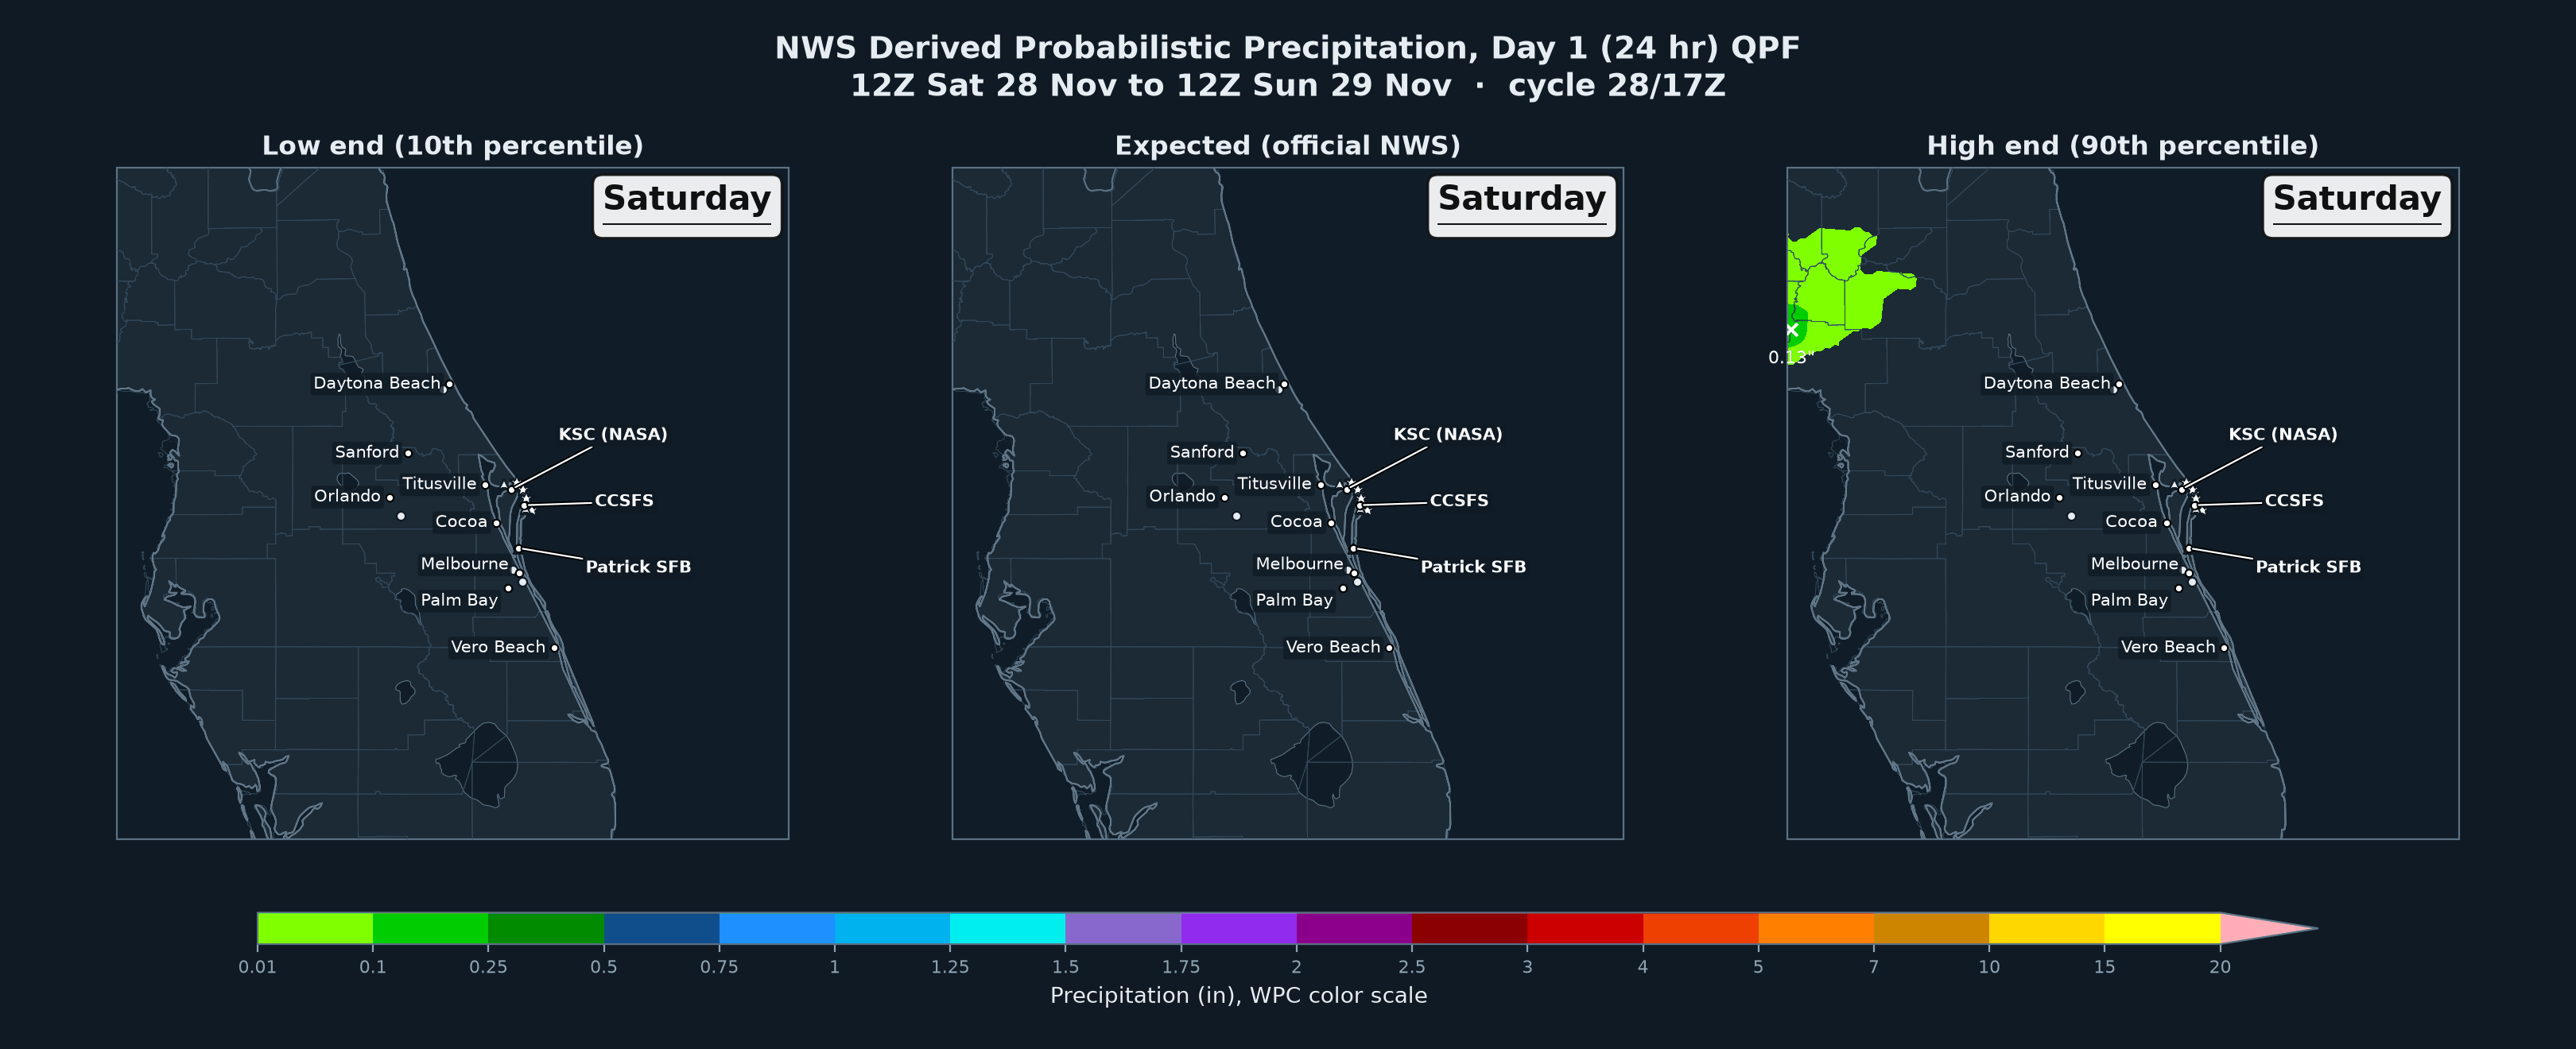 NWS Derived Probabilistic Precipitation, Day 1 (24 hr) QPF
12Z Sat 28 Nov to 12Z Sun 29 Nov · cycle 28/17Z
Low end (10th percentile)
Saturday
Daytona Beach
KSC (NASA)
Sanford
Titusville
Orlando
CCSFS
Cocoa
Melbourne
Patrick SFB
Palm Bay
Vero Beach
Expected (official NWS)
Saturday
Daytona Beach
KSC (NASA)
Sanford
Titusville
Orlando
CCSFS
Cocoa
Melbourne
Patrick SFB
Palm Bay
Vero Beach
High end (90th percentile)
Saturday
0.13"
Daytona Beach
KSC (NASA)
Sanford
Titusville
Orlando
CCSFS
Cocoa
Melbourne
Patrick SFB
Palm Bay
Vero Beach
0.01 0.1 0.25 0.5 0.75 1 1.25 1.5 1.75 2 2.5 3 4 5 7 10 15 20
Precipitation (in), WPC color scale